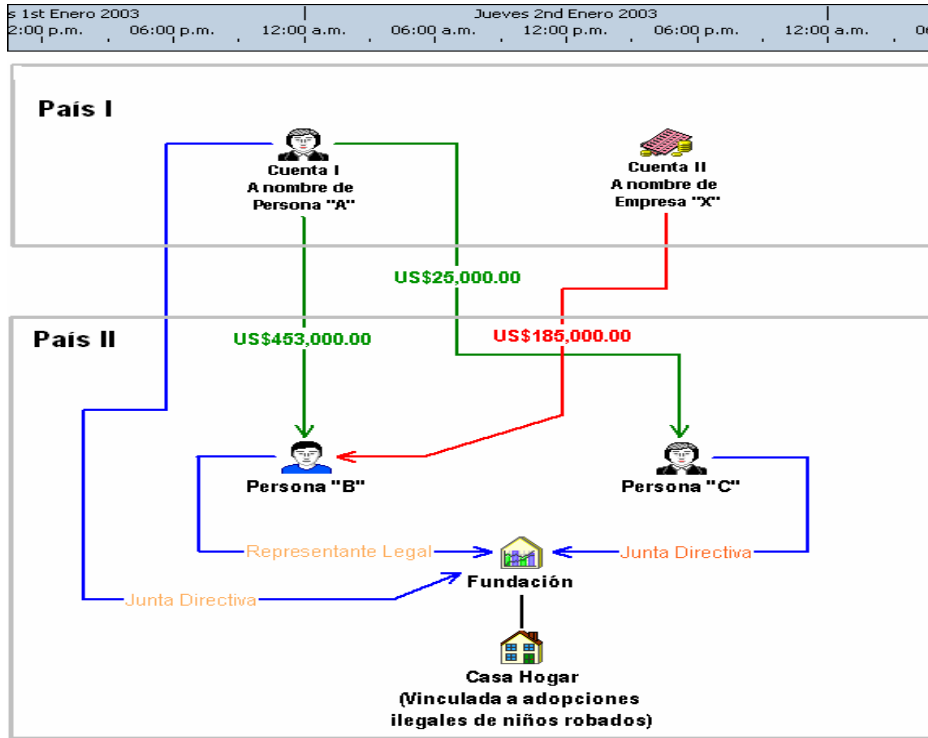 s 1st Enero 2003
Jueves 2nd Enero 2003
2:00 p.m. 06:00 p.m. 12:00 a.m. 06:00 a.m. 12:00 p.m. 06:00 p.m. 12:00 a.m. 06
País I
Cuenta I
A nombre de
Persona "A"
Cuenta II
A nombre de
Empresa "X"
US$25,000.00
País II
US$453,000.00
US$185,000.00
Persona "B"
Persona "C"
Representante Legal
Junta Directiva
Fundación
Junta Directiva
Casa Hogar
(Vinculada a adopciones
ilegales de niños robados)